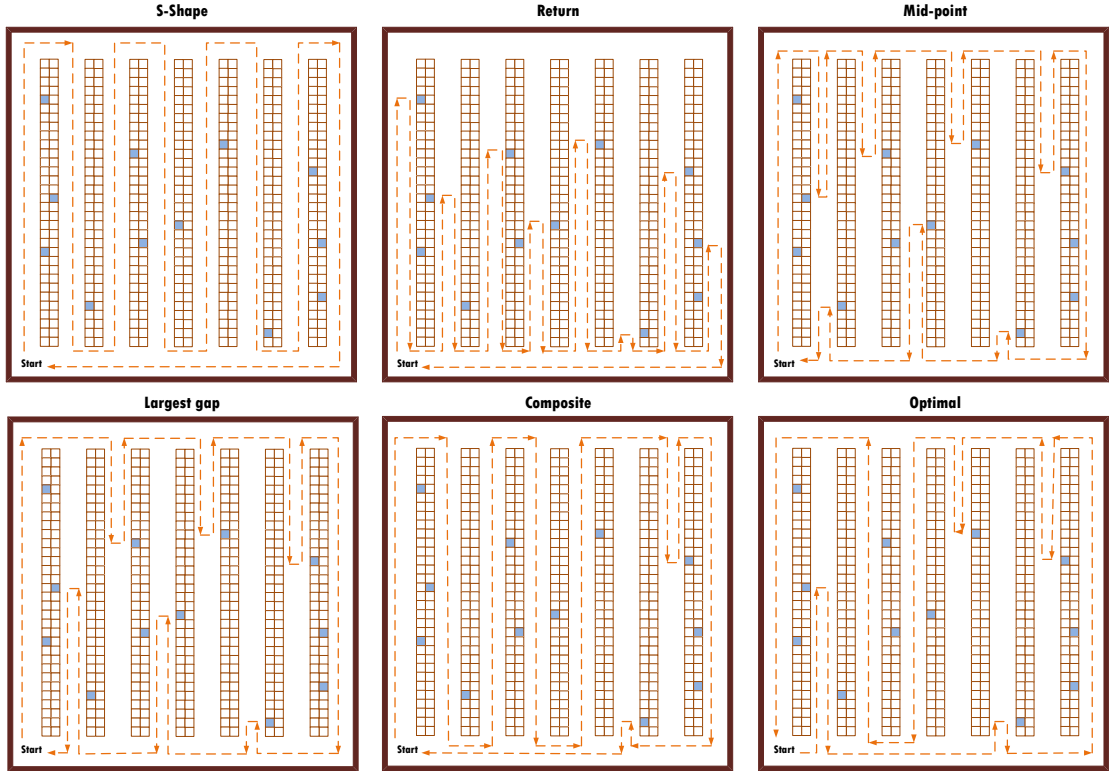 S-Shape
Return
Mid-point
Start
Start
Start
Largest gap
Composite
Optimal
Start
Start
Start